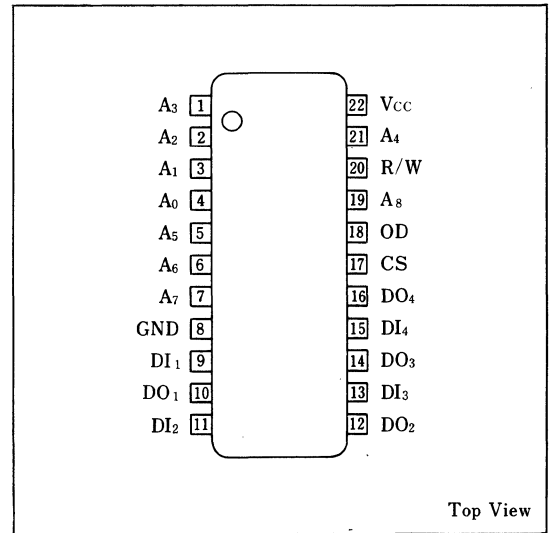 A3 1 22 VCC
A2 2 21 A4
A1 3 20 R/W
A0 4 19 A8
A5 5 18 OD
A6 6 17 CS
A7 7 16 DO4
GND 8 15 DI4
DI1 9 14 DO3
DO1 10 13 DI3
DI2 11 12 DO2
Top View